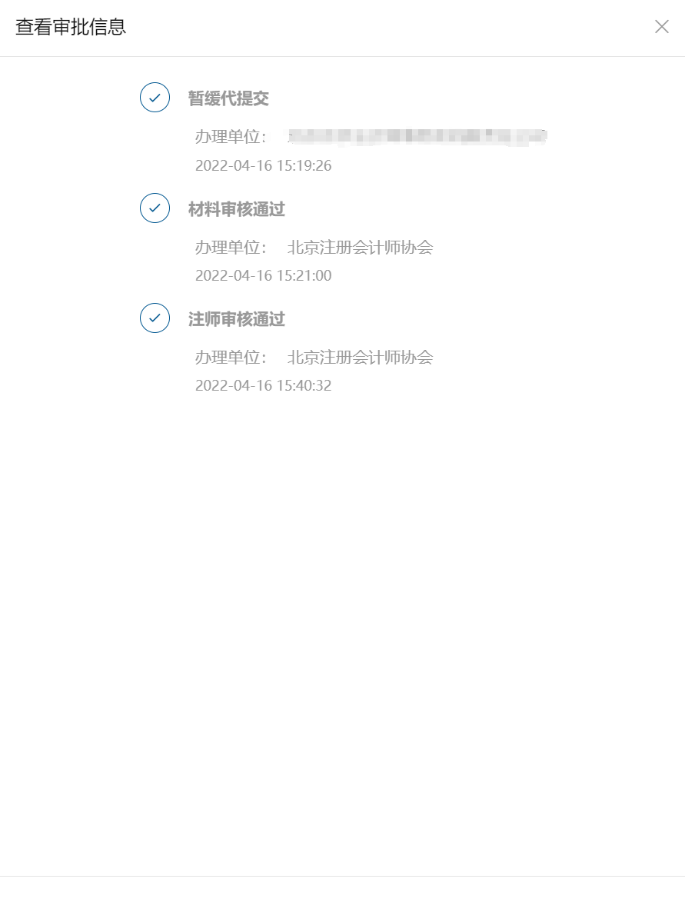 查看审批信息
暂缓代提交
办理单位：
2022-04-16 15:19:26
材料审核通过
办理单位： 北京注册会计师协会
2022-04-16 15:21:00
注师审核通过
办理单位： 北京注册会计师协会
2022-04-16 15:40:32